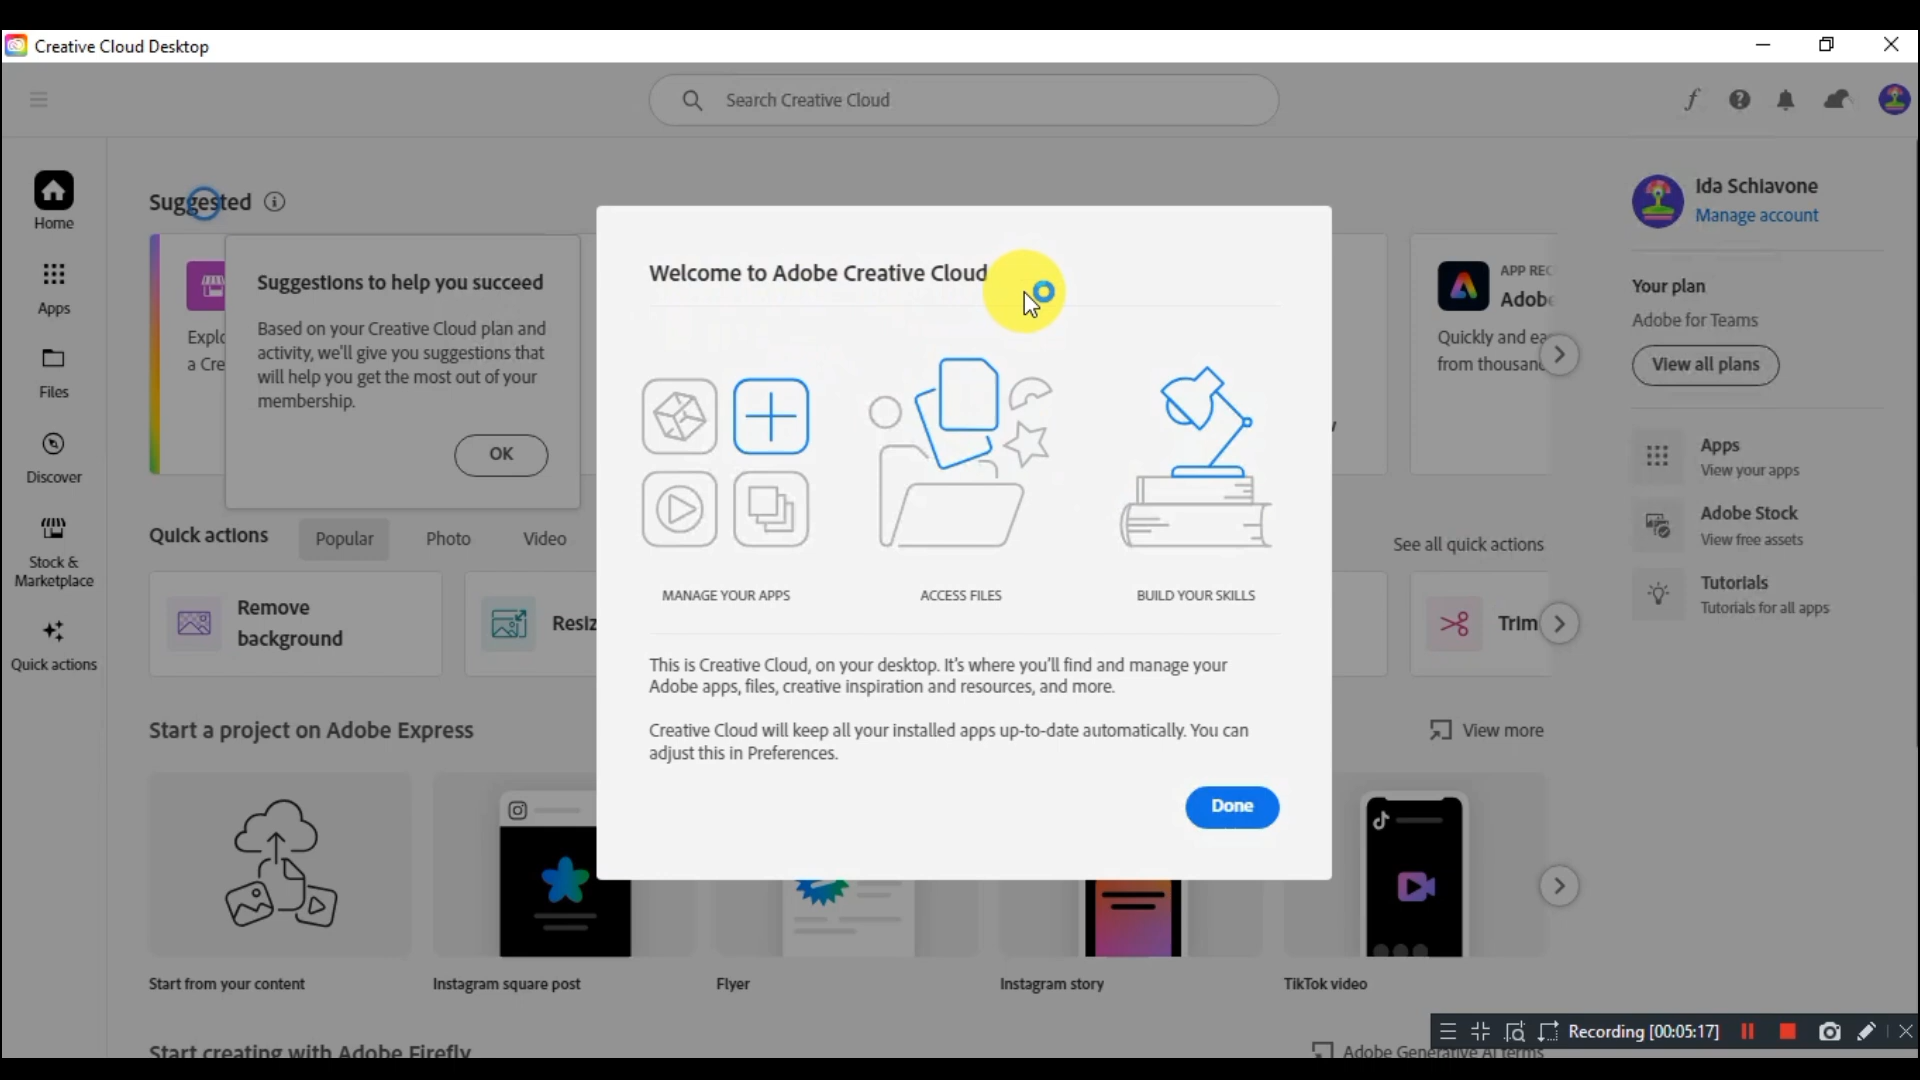 Creative Cloud Desktop
Search Creative Cloud
Home
Apps
Files
Discover
Stock &
Marketplace
Quick actions
Suggested
Suggestions to help you succeed
Based on your Creative Cloud plan and
activity, we'll give you suggestions that
will help you get the most out of your
membership.
OK
Welcome to Adobe Creative Cloud
MANAGE YOUR APPS
ACCESS FILES
BUILD YOUR SKILLS
This is Creative Cloud, on your desktop. It's where you'll find and manage your
Adobe apps, files, creative inspiration and resources, and more.
Creative Cloud will keep all your installed apps up-to-date automatically. You can
adjust this in Preferences.
Done
APP REC
Adobe
Quickly and ea
from thousand
Ida Schiavone
Manage account
Your plan
Adobe for Teams
View all plans
Apps
View your apps
Adobe Stock
View free assets
Tutorials
Tutorials for all apps
Quick actions
Popular
Photo
Video
See all quick actions
Remove
background
Resiz
Trim
Start a project on Adobe Express
View more
Start from your content
Instagram square post
Flyer
Instagram story
TikTok video
Start creating with Adobe Firefly
Adobe Generative AI terms
Recording [00:05:17]